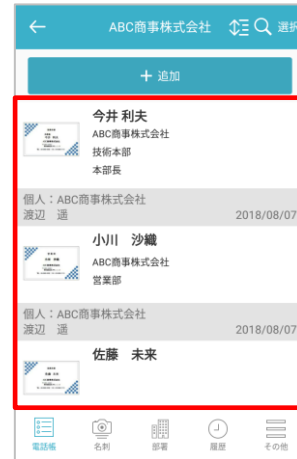 ← ABC商事株式会社 選択
+ 追加
今井 利夫
ABC商事株式会社
技術本部
本部長
個人：ABC商事株式会社
渡辺　遥 2018/08/07
小川　沙織
ABC商事株式会社
営業部
個人：ABC商事株式会社
渡辺　遥 2018/08/07
佐藤　未来
電話帳 名刺 部署 履歴 その他